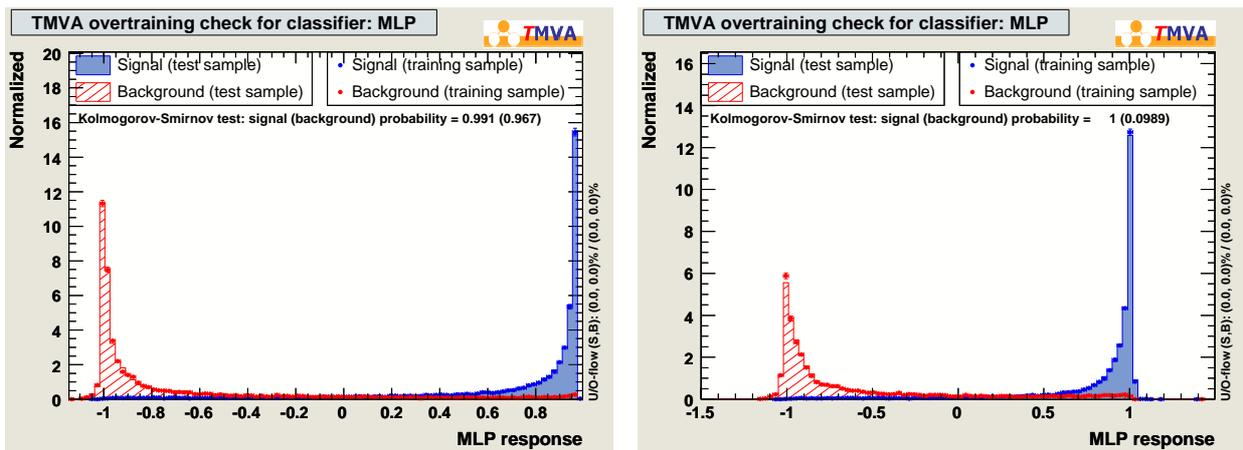 TMVA overtraining check for classifier: MLP
TMVA
Normalized
20
18
16
14
12
10
8
6
4
2
0
Signal (test sample)
Background (test sample)
Signal (training sample)
Background (training sample)
Kolmogorov-Smirnov test: signal (background) probability = 0.991 (0.967)
U/O-flow (S,B): (0.0, 0.0)% / (0.0, 0.0)%
-1 -0.8 -0.6 -0.4 -0.2 0 0.2 0.4 0.6 0.8
MLP response
TMVA overtraining check for classifier: MLP
TMVA
Normalized
16
14
12
10
8
6
4
2
0
Signal (test sample)
Background (test sample)
Signal (training sample)
Background (training sample)
Kolmogorov-Smirnov test: signal (background) probability = 1 (0.0989)
U/O-flow (S,B): (0.0, 0.0)% / (0.0, 0.0)%
-1.5 -1 -0.5 0 0.5 1
MLP response